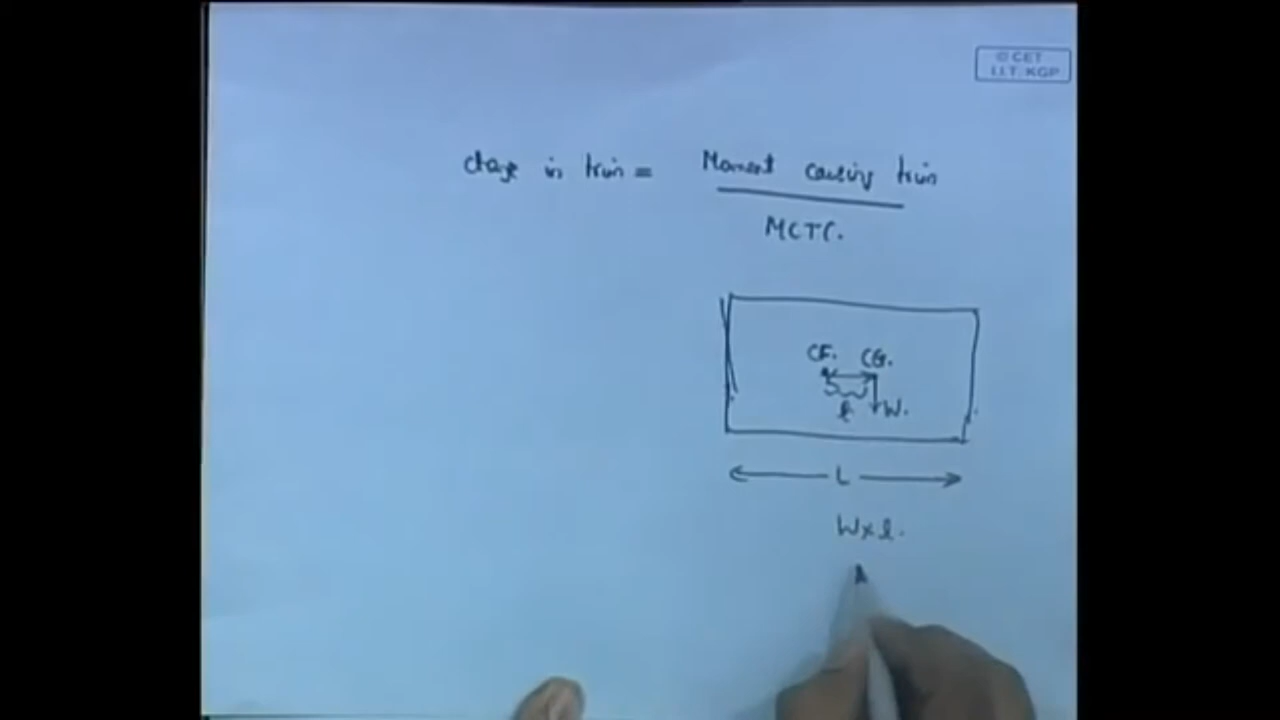 © CET
I.I.T. KGP
change in trim = Moment causing trim
MCTC.
CF. CG.
l W.
L
W×l.